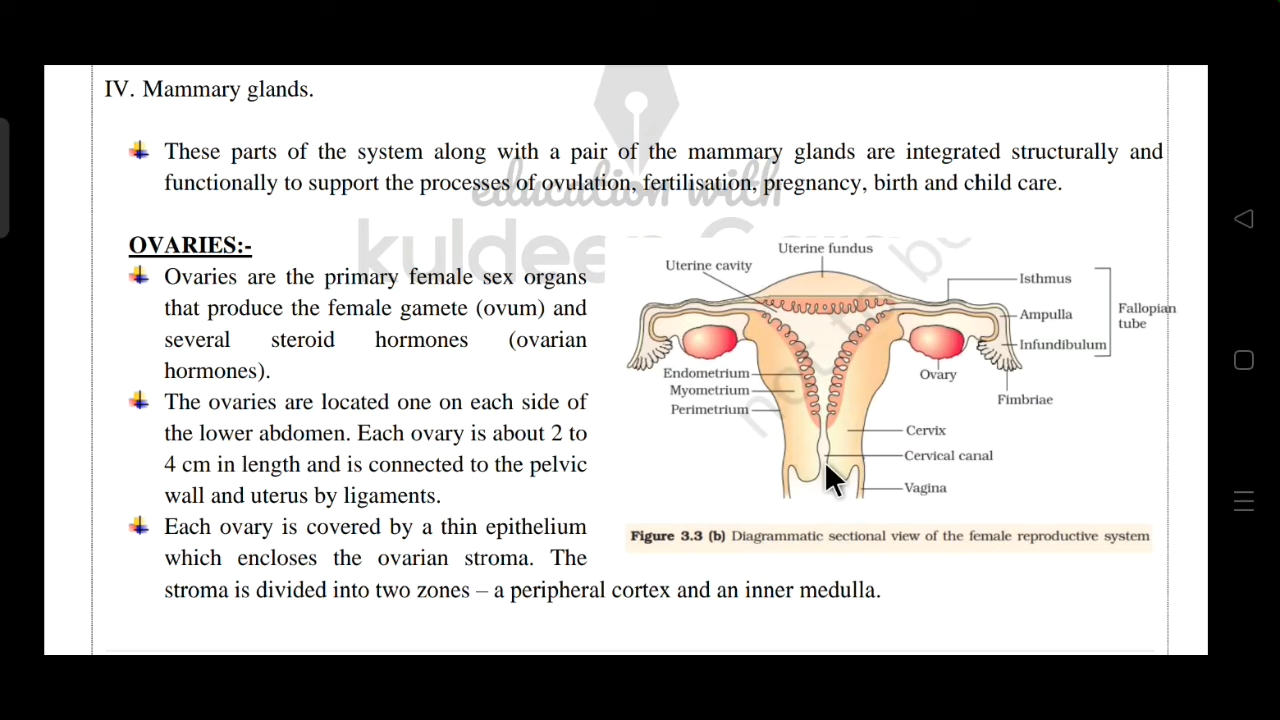 IV. Mammary glands.
These parts of the system along with a pair of the mammary glands are integrated structurally and
functionally to support the processes of ovulation, fertilisation, pregnancy, birth and child care.
education with
kuldeep
OVARIES:-
Ovaries are the primary female sex organs
that produce the female gamete (ovum) and
several steroid hormones (ovarian
hormones).
The ovaries are located one on each side of
the lower abdomen. Each ovary is about 2 to
4 cm in length and is connected to the pelvic
wall and uterus by ligaments.
Each ovary is covered by a thin epithelium
which encloses the ovarian stroma. The
stroma is divided into two zones – a peripheral cortex and an inner medulla.
Uterine fundus
Uterine cavity
Isthmus
Ampulla
Fallopian
tube
Infundibulum
Endometrium
Ovary
Myometrium
Fimbriae
Perimetrium
Cervix
Cervical canal
Vagina
Figure 3.3 (b) Diagrammatic sectional view of the female reproductive system